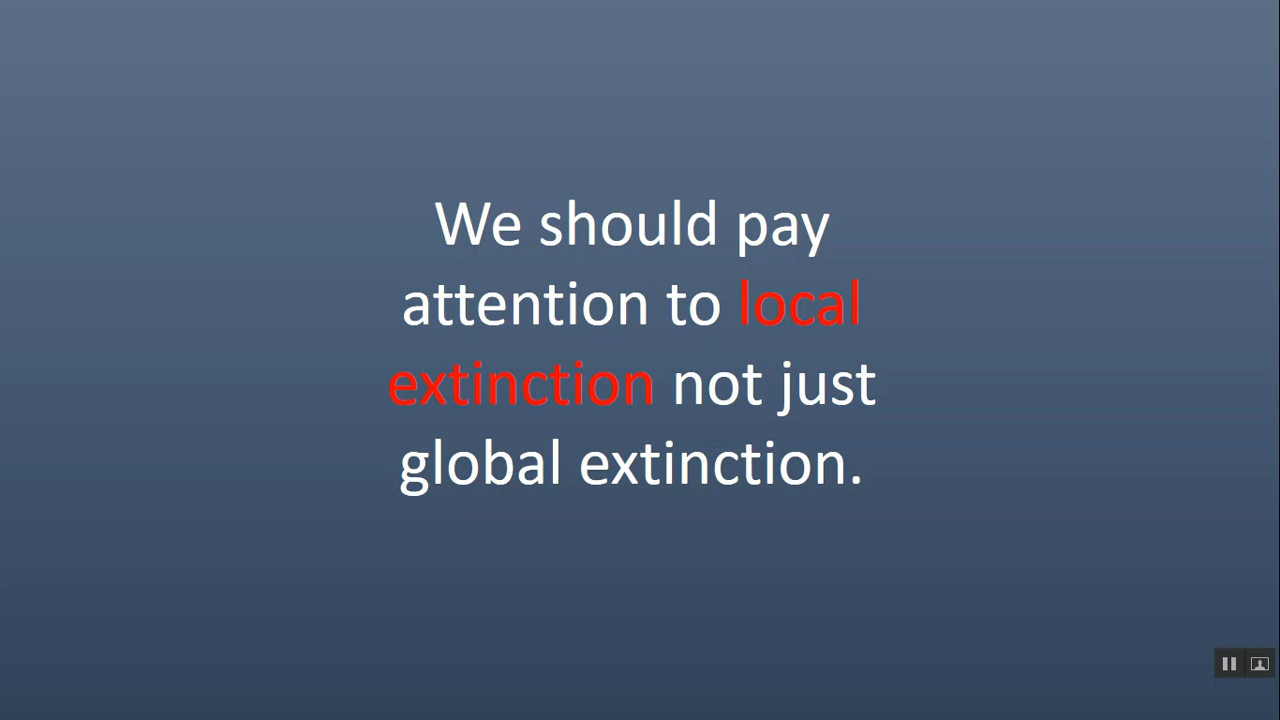 We should pay
attention to local
extinction not just
global extinction.